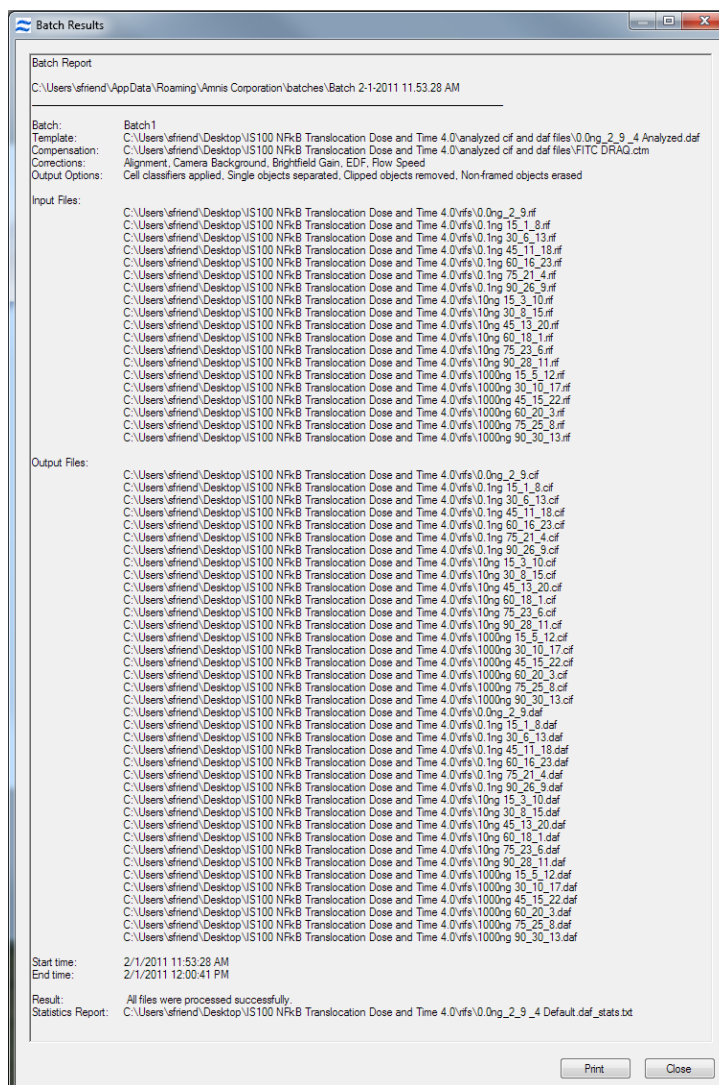 Batch Results
Batch Report
C:\Users\sfriend\AppData\Roaming\Amnis Corporation\batches\Batch 2-1-2011 11.53.28 AM
Batch: Batch1
Template: C:\Users\sfriend\Desktop\IS100 NFkB Translocation Dose and Time 4.0\analyzed cif and daf files\0.0ng_2_9 _4 Analyzed.daf
Compensation: C:\Users\sfriend\Desktop\IS100 NFkB Translocation Dose and Time 4.0\analyzed cif and daf files\FITC DRAQ.ctm
Corrections: Alignment, Camera Background, Brightfield Gain, EDF, Flow Speed
Output Options: Cell classifiers applied, Single objects separated, Clipped objects removed, Non-framed objects erased
Input Files:
C:\Users\sfriend\Desktop\IS100 NFkB Translocation Dose and Time 4.0\rifs\0.0ng_2_9.rif
C:\Users\sfriend\Desktop\IS100 NFkB Translocation Dose and Time 4.0\rifs\0.1ng 15_1_8.rif
C:\Users\sfriend\Desktop\IS100 NFkB Translocation Dose and Time 4.0\rifs\0.1ng 30_6_13.rif
C:\Users\sfriend\Desktop\IS100 NFkB Translocation Dose and Time 4.0\rifs\0.1ng 45_11_18.rif
C:\Users\sfriend\Desktop\IS100 NFkB Translocation Dose and Time 4.0\rifs\0.1ng 60_16_23.rif
C:\Users\sfriend\Desktop\IS100 NFkB Translocation Dose and Time 4.0\rifs\0.1ng 75_21_4.rif
C:\Users\sfriend\Desktop\IS100 NFkB Translocation Dose and Time 4.0\rifs\0.1ng 90_26_9.rif
C:\Users\sfriend\Desktop\IS100 NFkB Translocation Dose and Time 4.0\rifs\10ng 15_3_10.rif
C:\Users\sfriend\Desktop\IS100 NFkB Translocation Dose and Time 4.0\rifs\10ng 30_8_15.rif
C:\Users\sfriend\Desktop\IS100 NFkB Translocation Dose and Time 4.0\rifs\10ng 45_13_20.rif
C:\Users\sfriend\Desktop\IS100 NFkB Translocation Dose and Time 4.0\rifs\10ng 60_18_1.rif
C:\Users\sfriend\Desktop\IS100 NFkB Translocation Dose and Time 4.0\rifs\10ng 75_23_6.rif
C:\Users\sfriend\Desktop\IS100 NFkB Translocation Dose and Time 4.0\rifs\10ng 90_28_11.rif
C:\Users\sfriend\Desktop\IS100 NFkB Translocation Dose and Time 4.0\rifs\1000ng 15_5_12.rif
C:\Users\sfriend\Desktop\IS100 NFkB Translocation Dose and Time 4.0\rifs\1000ng 30_10_17.rif
C:\Users\sfriend\Desktop\IS100 NFkB Translocation Dose and Time 4.0\rifs\1000ng 45_15_22.rif
C:\Users\sfriend\Desktop\IS100 NFkB Translocation Dose and Time 4.0\rifs\1000ng 60_20_3.rif
C:\Users\sfriend\Desktop\IS100 NFkB Translocation Dose and Time 4.0\rifs\1000ng 75_25_8.rif
C:\Users\sfriend\Desktop\IS100 NFkB Translocation Dose and Time 4.0\rifs\1000ng 90_30_13.rif
Output Files:
C:\Users\sfriend\Desktop\IS100 NFkB Translocation Dose and Time 4.0\rifs\0.0ng_2_9.cif
C:\Users\sfriend\Desktop\IS100 NFkB Translocation Dose and Time 4.0\rifs\0.1ng 15_1_8.cif
C:\Users\sfriend\Desktop\IS100 NFkB Translocation Dose and Time 4.0\rifs\0.1ng 30_6_13.cif
C:\Users\sfriend\Desktop\IS100 NFkB Translocation Dose and Time 4.0\rifs\0.1ng 45_11_18.cif
C:\Users\sfriend\Desktop\IS100 NFkB Translocation Dose and Time 4.0\rifs\0.1ng 60_16_23.cif
C:\Users\sfriend\Desktop\IS100 NFkB Translocation Dose and Time 4.0\rifs\0.1ng 75_21_4.cif
C:\Users\sfriend\Desktop\IS100 NFkB Translocation Dose and Time 4.0\rifs\0.1ng 90_26_9.cif
C:\Users\sfriend\Desktop\IS100 NFkB Translocation Dose and Time 4.0\rifs\10ng 15_3_10.cif
C:\Users\sfriend\Desktop\IS100 NFkB Translocation Dose and Time 4.0\rifs\10ng 30_8_15.cif
C:\Users\sfriend\Desktop\IS100 NFkB Translocation Dose and Time 4.0\rifs\10ng 45_13_20.cif
C:\Users\sfriend\Desktop\IS100 NFkB Translocation Dose and Time 4.0\rifs\10ng 60_18_1.cif
C:\Users\sfriend\Desktop\IS100 NFkB Translocation Dose and Time 4.0\rifs\10ng 75_23_6.cif
C:\Users\sfriend\Desktop\IS100 NFkB Translocation Dose and Time 4.0\rifs\10ng 90_28_11.cif
C:\Users\sfriend\Desktop\IS100 NFkB Translocation Dose and Time 4.0\rifs\1000ng 15_5_12.cif
C:\Users\sfriend\Desktop\IS100 NFkB Translocation Dose and Time 4.0\rifs\1000ng 30_10_17.cif
C:\Users\sfriend\Desktop\IS100 NFkB Translocation Dose and Time 4.0\rifs\1000ng 45_15_22.cif
C:\Users\sfriend\Desktop\IS100 NFkB Translocation Dose and Time 4.0\rifs\1000ng 60_20_3.cif
C:\Users\sfriend\Desktop\IS100 NFkB Translocation Dose and Time 4.0\rifs\1000ng 75_25_8.cif
C:\Users\sfriend\Desktop\IS100 NFkB Translocation Dose and Time 4.0\rifs\1000ng 90_30_13.cif
C:\Users\sfriend\Desktop\IS100 NFkB Translocation Dose and Time 4.0\rifs\0.0ng_2_9.daf
C:\Users\sfriend\Desktop\IS100 NFkB Translocation Dose and Time 4.0\rifs\0.1ng 15_1_8.daf
C:\Users\sfriend\Desktop\IS100 NFkB Translocation Dose and Time 4.0\rifs\0.1ng 30_6_13.daf
C:\Users\sfriend\Desktop\IS100 NFkB Translocation Dose and Time 4.0\rifs\0.1ng 45_11_18.daf
C:\Users\sfriend\Desktop\IS100 NFkB Translocation Dose and Time 4.0\rifs\0.1ng 60_16_23.daf
C:\Users\sfriend\Desktop\IS100 NFkB Translocation Dose and Time 4.0\rifs\0.1ng 75_21_4.daf
C:\Users\sfriend\Desktop\IS100 NFkB Translocation Dose and Time 4.0\rifs\0.1ng 90_26_9.daf
C:\Users\sfriend\Desktop\IS100 NFkB Translocation Dose and Time 4.0\rifs\10ng 15_3_10.daf
C:\Users\sfriend\Desktop\IS100 NFkB Translocation Dose and Time 4.0\rifs\10ng 30_8_15.daf
C:\Users\sfriend\Desktop\IS100 NFkB Translocation Dose and Time 4.0\rifs\10ng 45_13_20.daf
C:\Users\sfriend\Desktop\IS100 NFkB Translocation Dose and Time 4.0\rifs\10ng 60_18_1.daf
C:\Users\sfriend\Desktop\IS100 NFkB Translocation Dose and Time 4.0\rifs\10ng 75_23_6.daf
C:\Users\sfriend\Desktop\IS100 NFkB Translocation Dose and Time 4.0\rifs\10ng 90_28_11.daf
C:\Users\sfriend\Desktop\IS100 NFkB Translocation Dose and Time 4.0\rifs\1000ng 15_5_12.daf
C:\Users\sfriend\Desktop\IS100 NFkB Translocation Dose and Time 4.0\rifs\1000ng 30_10_17.daf
C:\Users\sfriend\Desktop\IS100 NFkB Translocation Dose and Time 4.0\rifs\1000ng 45_15_22.daf
C:\Users\sfriend\Desktop\IS100 NFkB Translocation Dose and Time 4.0\rifs\1000ng 60_20_3.daf
C:\Users\sfriend\Desktop\IS100 NFkB Translocation Dose and Time 4.0\rifs\1000ng 75_25_8.daf
C:\Users\sfriend\Desktop\IS100 NFkB Translocation Dose and Time 4.0\rifs\1000ng 90_30_13.daf
Start time: 2/1/2011 11:53:28 AM
End time: 2/1/2011 12:00:41 PM
Result: All files were processed successfully.
Statistics Report: C:\Users\sfriend\Desktop\IS100 NFkB Translocation Dose and Time 4.0\rifs\0.0ng_2_9 _4 Default.daf_stats.txt
Print Close